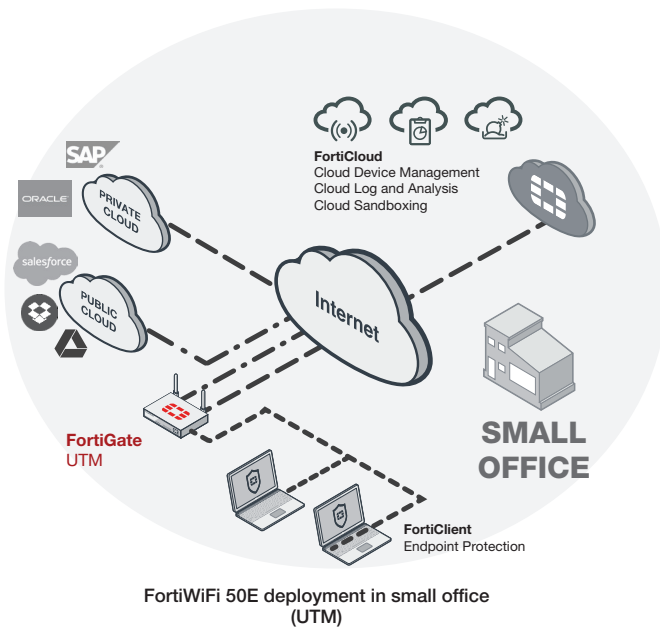 FortiCloud
Cloud Device Management
Cloud Log and Analysis
Cloud Sandboxing
SAP
ORACLE
PRIVATE
CLOUD
salesforce
PUBLIC
CLOUD
Internet
FortiGate
UTM
SMALL
OFFICE
FortiClient
Endpoint Protection
FortiWiFi 50E deployment in small office
(UTM)